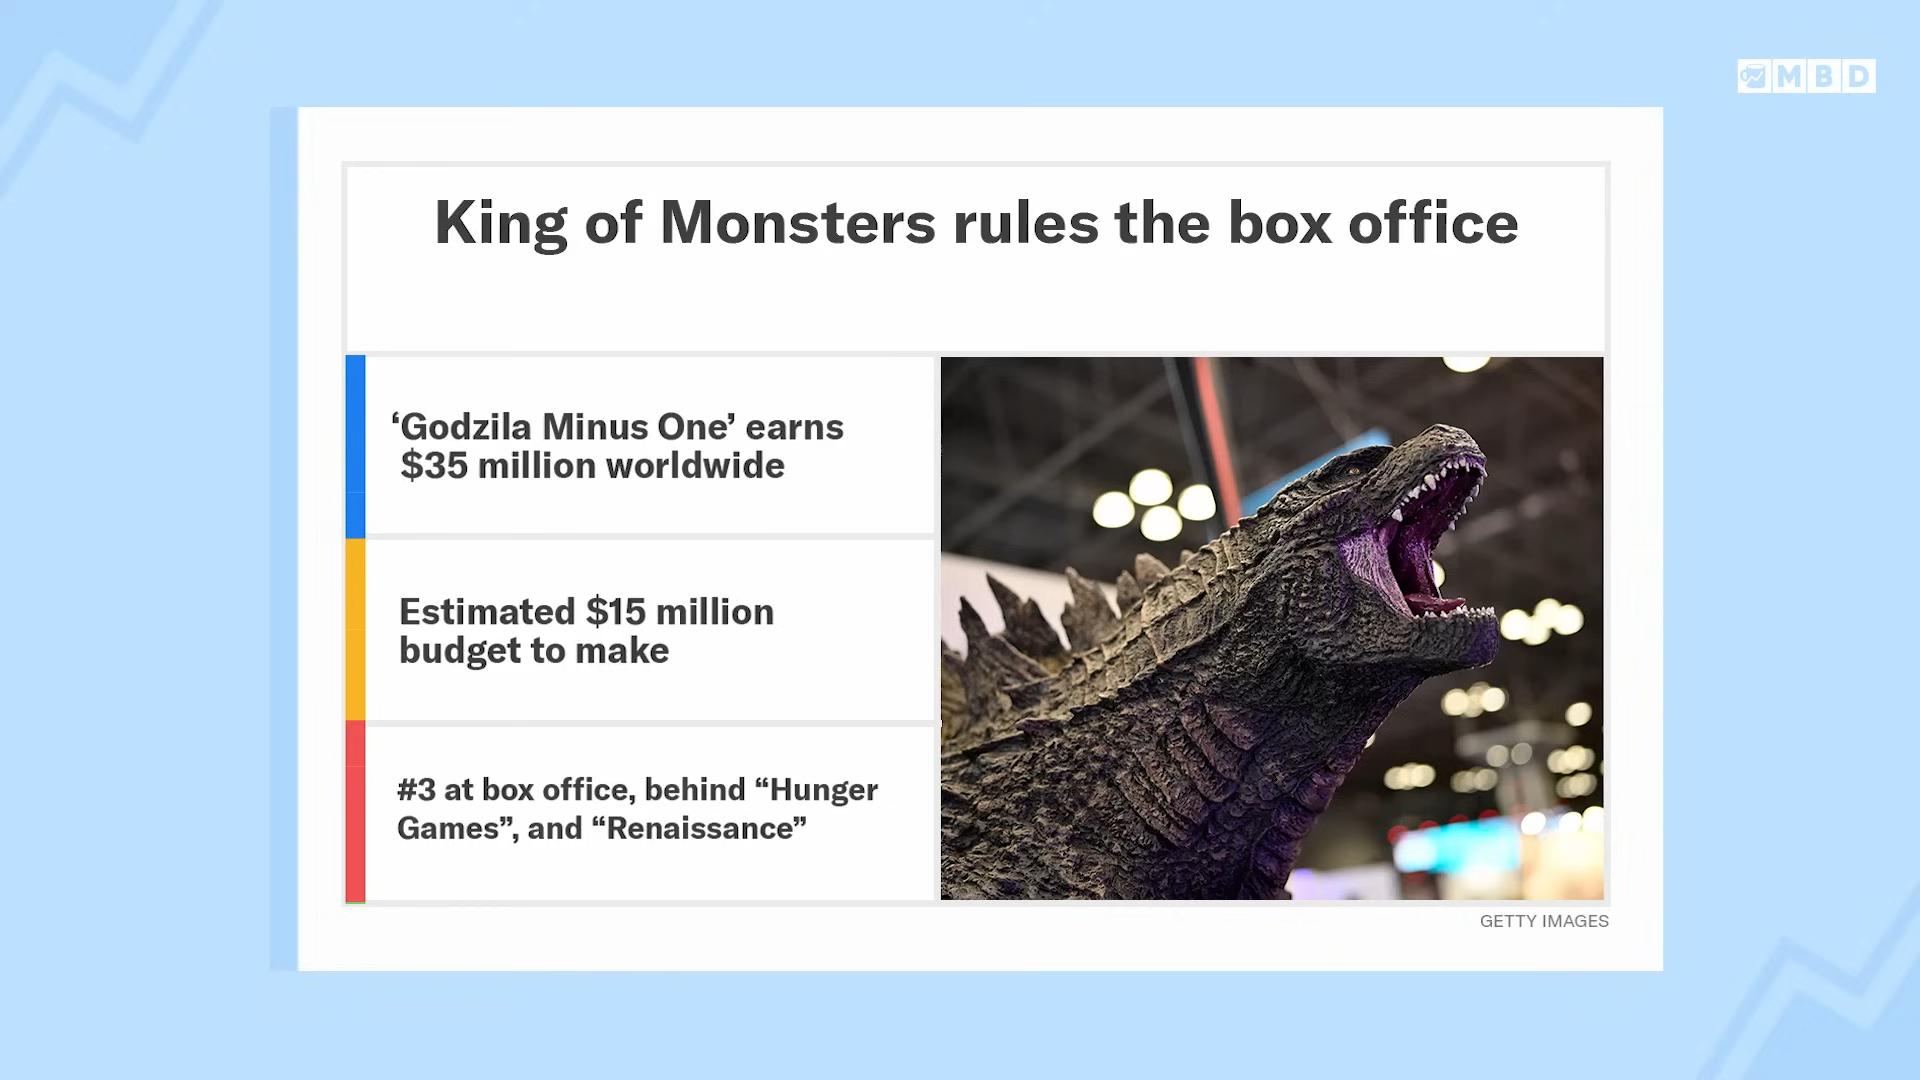 MBD
King of Monsters rules the box office
‘Godzila Minus One’ earns
$35 million worldwide
Estimated $15 million
budget to make
#3 at box office, behind “Hunger
Games”, and “Renaissance”
GETTY IMAGES